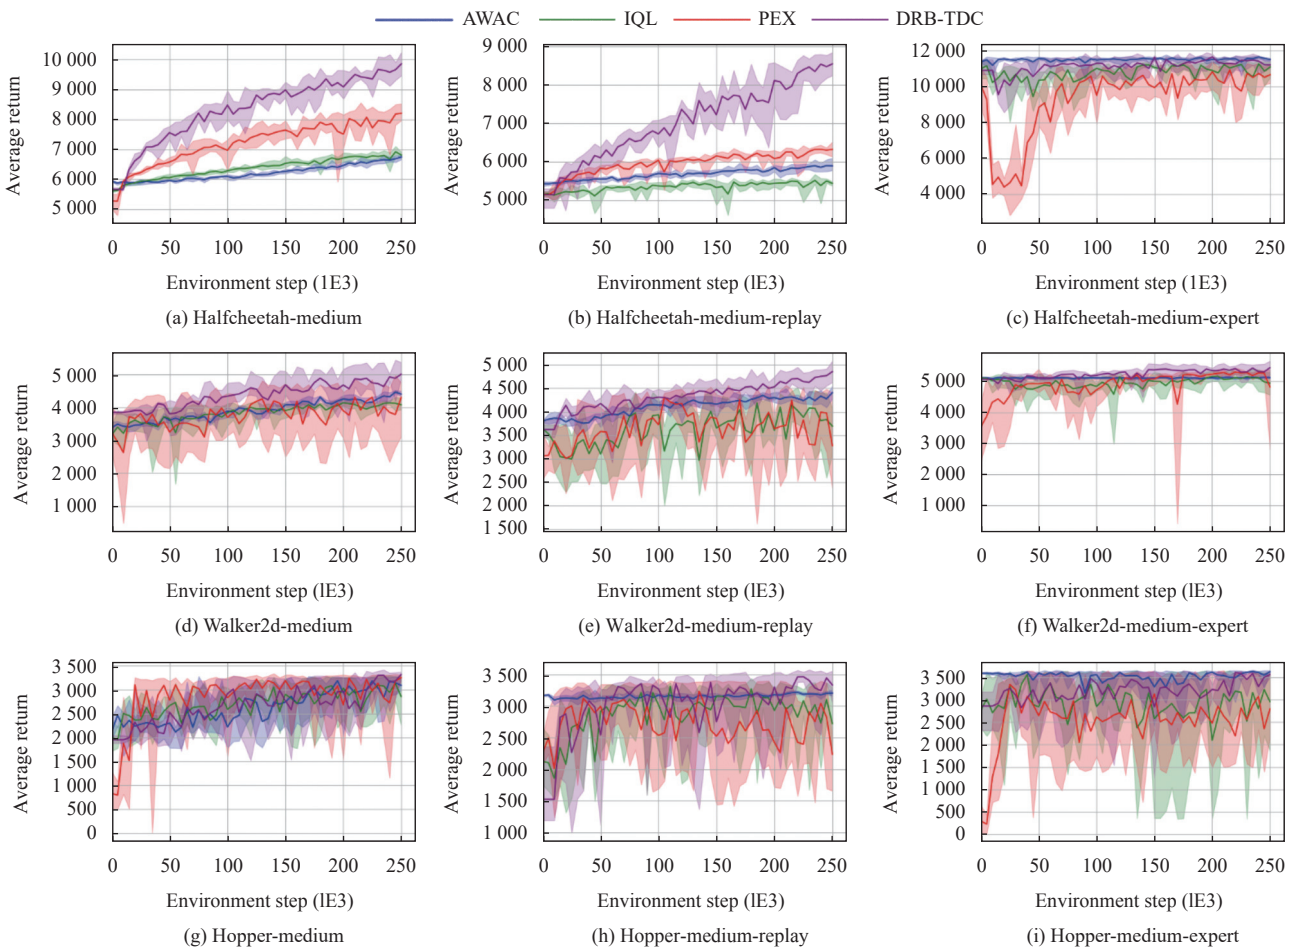 AWAC IQL PEX DRB-TDC
Average return
10 000
9 000
8 000
7 000
6 000
5 000
0 50 100 150 200 250
Environment step (1E3)
(a) Halfcheetah-medium
Average return
9 000
8 000
7 000
6 000
5 000
0 50 100 150 200 250
Environment step (lE3)
(b) Halfcheetah-medium-replay
Average return
12 000
10 000
8 000
6 000
4 000
0 50 100 150 200 250
Environment step (1E3)
(c) Halfcheetah-medium-expert
Average return
5 000
4 000
3 000
2 000
1 000
0 50 100 150 200 250
Environment step (lE3)
(d) Walker2d-medium
Average return
5 000
4 500
4 000
3 500
3 000
2 500
2 000
1 500
0 50 100 150 200 250
Environment step (lE3)
(e) Walker2d-medium-replay
Average return
5 000
4 000
3 000
2 000
1 000
0 50 100 150 200 250
Environment step (lE3)
(f) Walker2d-medium-expert
Average return
3 500
3 000
2 500
2 000
1 500
1 000
500
0
0 50 100 150 200 250
Environment step (lE3)
(g) Hopper-medium
Average return
3 500
3 000
2 500
2 000
1 500
1 000
0 50 100 150 200 250
Environment step (lE3)
(h) Hopper-medium-replay
Average return
3 500
3 000
2 500
2 000
1 500
1 000
500
0
0 50 100 150 200 250
Environment step (lE3)
(i) Hopper-medium-expert